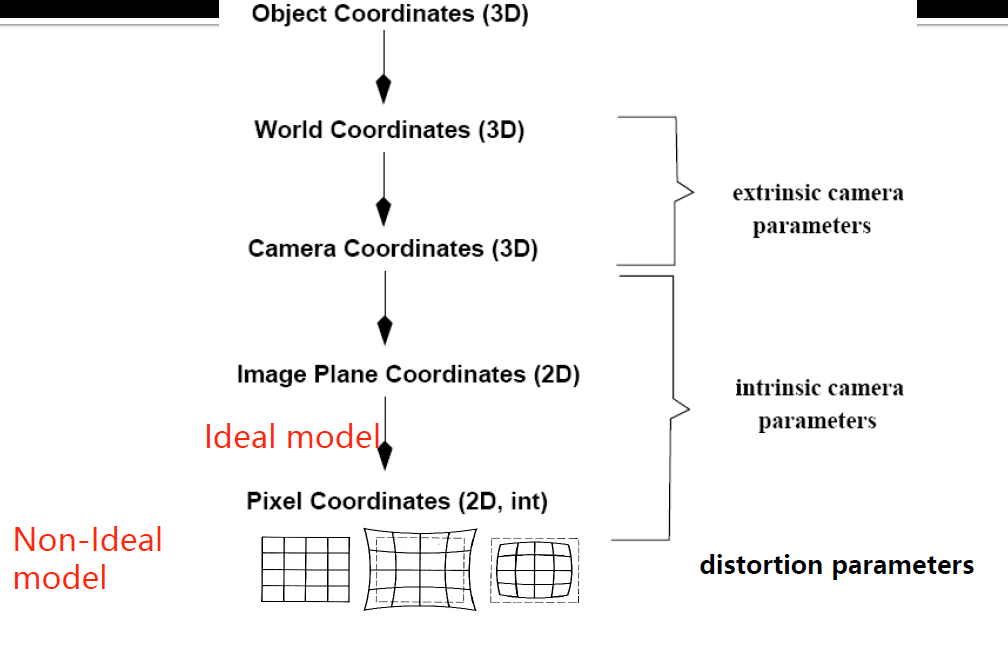 Object Coordinates (3D)
World Coordinates (3D)
extrinsic camera
parameters
Camera Coordinates (3D)
Image Plane Coordinates (2D)
intrinsic camera
parameters
Ideal model
Pixel Coordinates (2D, int)
Non-Ideal
model
distortion parameters